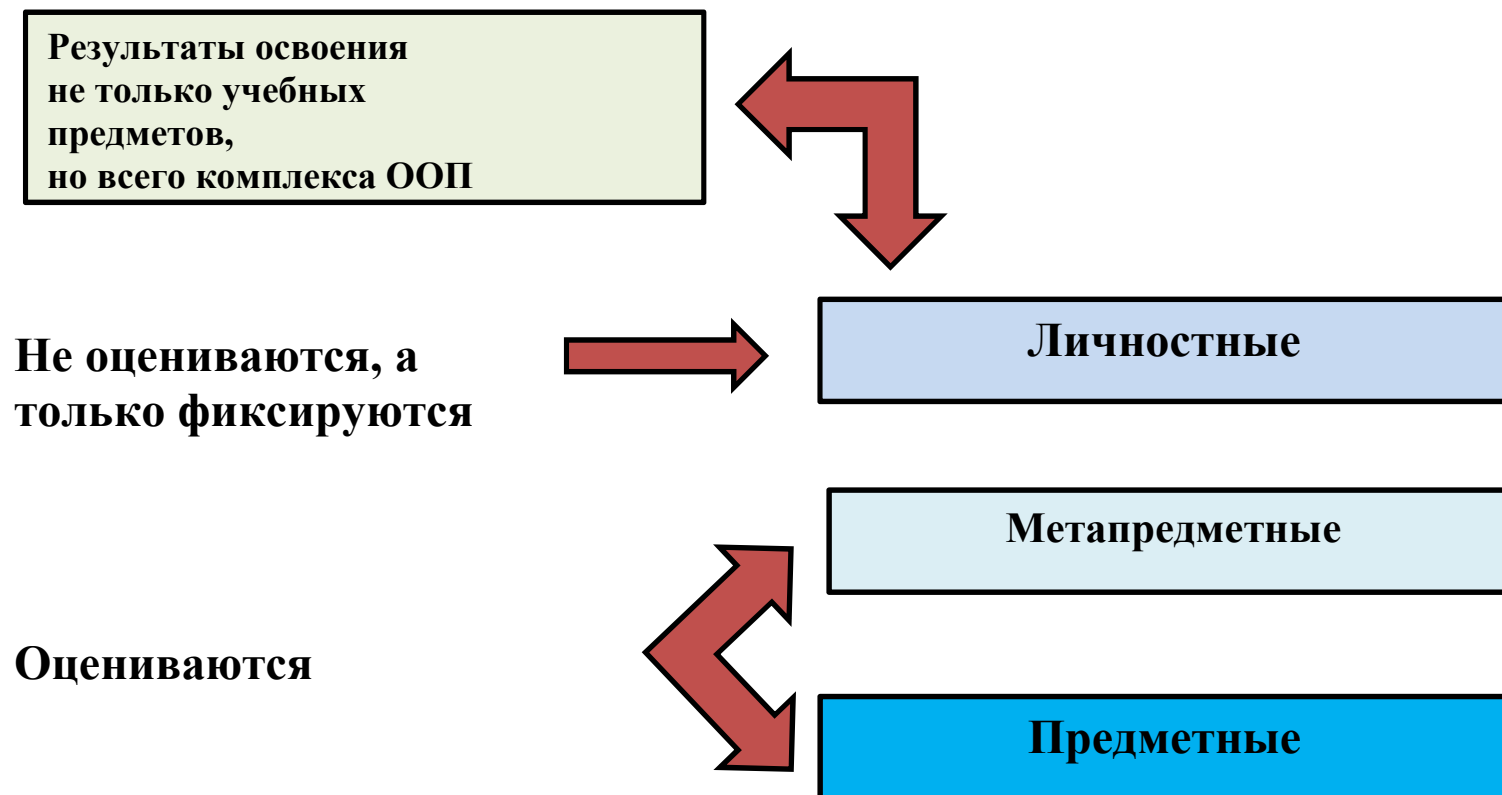 Результаты освоения
не только учебных
предметов,
но всего комплекса ООП
Личностные
Не оцениваются, а
только фиксируются
Метапредметные
Оцениваются
Предметные